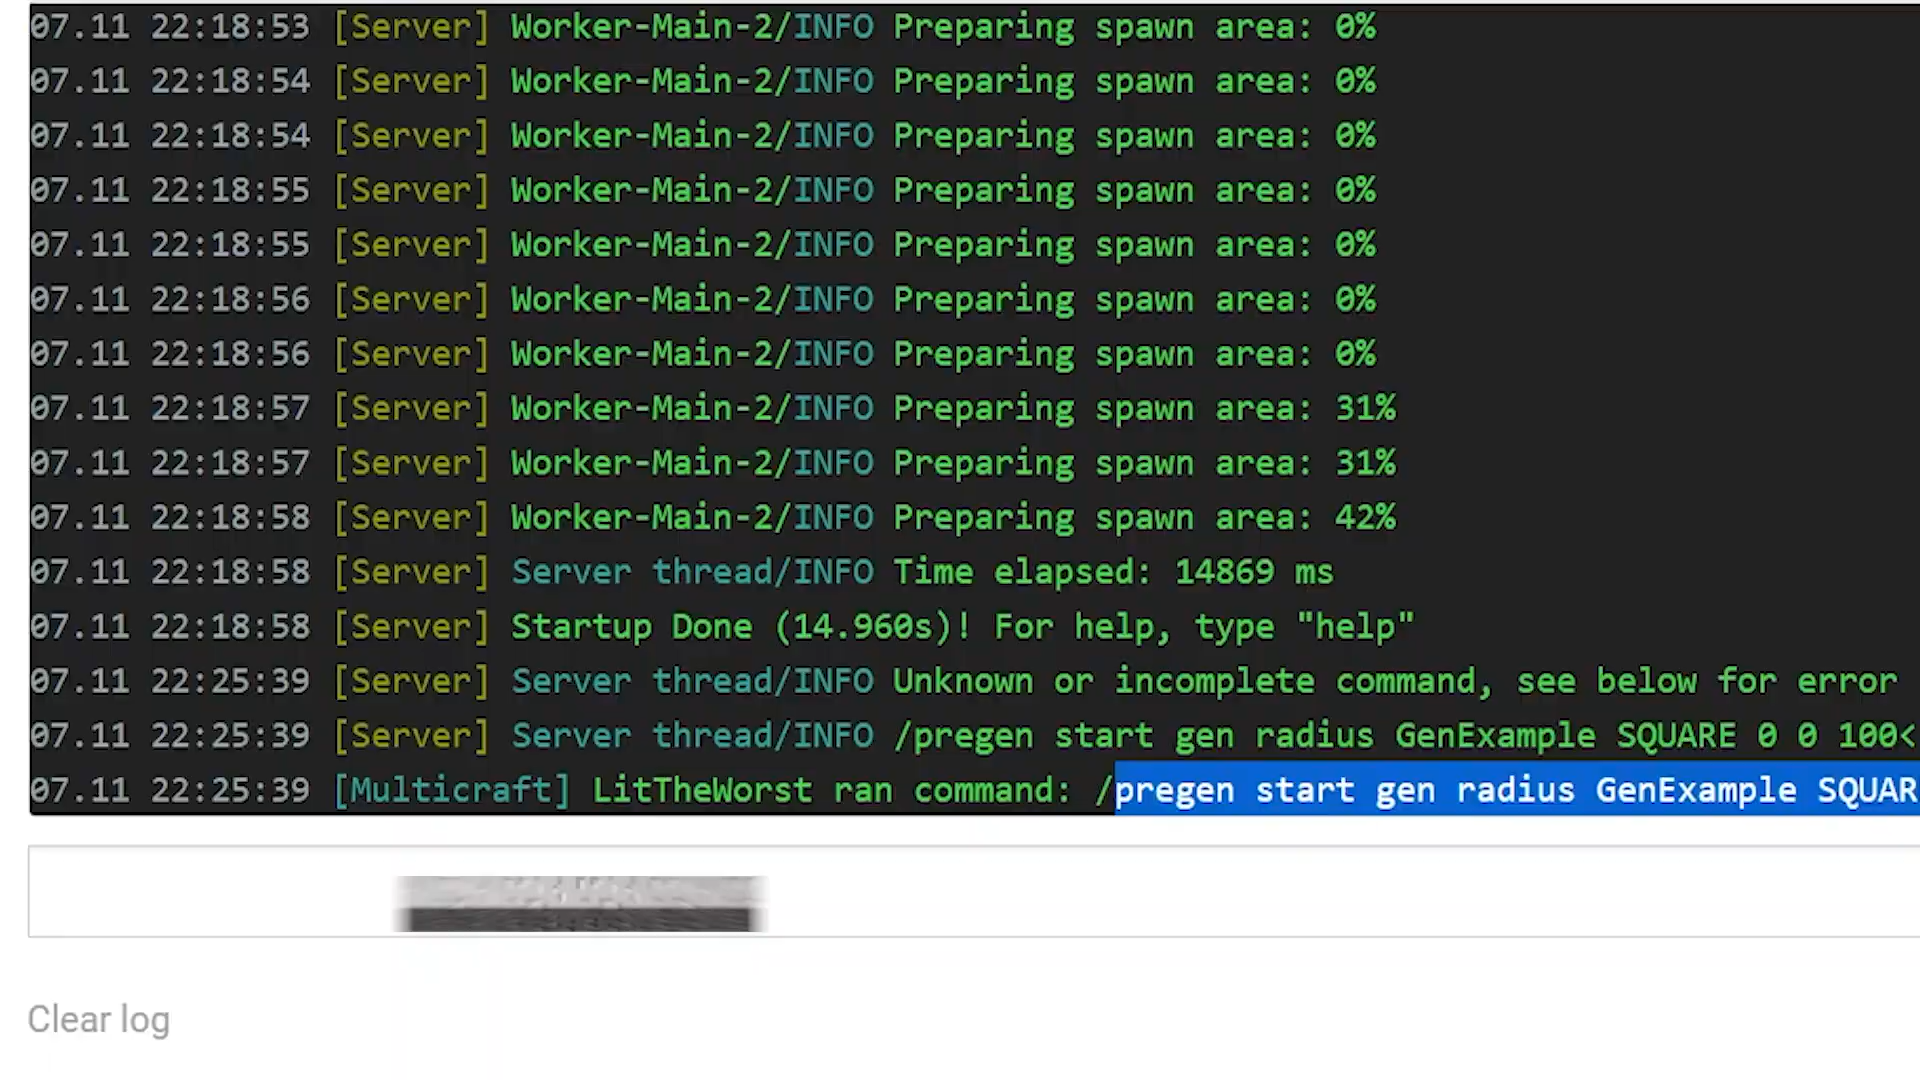 07.11 22:18:53 [Server] Worker-Main-2/INFO Preparing spawn area: 0%
07.11 22:18:54 [Server] Worker-Main-2/INFO Preparing spawn area: 0%
07.11 22:18:54 [Server] Worker-Main-2/INFO Preparing spawn area: 0%
07.11 22:18:55 [Server] Worker-Main-2/INFO Preparing spawn area: 0%
07.11 22:18:55 [Server] Worker-Main-2/INFO Preparing spawn area: 0%
07.11 22:18:56 [Server] Worker-Main-2/INFO Preparing spawn area: 0%
07.11 22:18:56 [Server] Worker-Main-2/INFO Preparing spawn area: 0%
07.11 22:18:57 [Server] Worker-Main-2/INFO Preparing spawn area: 31%
07.11 22:18:57 [Server] Worker-Main-2/INFO Preparing spawn area: 31%
07.11 22:18:58 [Server] Worker-Main-2/INFO Preparing spawn area: 42%
07.11 22:18:58 [Server] Server thread/INFO Time elapsed: 14869 ms
07.11 22:18:58 [Server] Startup Done (14.960s)! For help, type "help"
07.11 22:25:39 [Server] Server thread/INFO Unknown or incomplete command, see below for error
07.11 22:25:39 [Server] Server thread/INFO /pregen start gen radius GenExample SQUARE 0 0 100<
07.11 22:25:39 [Multicraft] LitTheWorst ran command: /pregen start gen radius GenExample SQUAR
Clear log